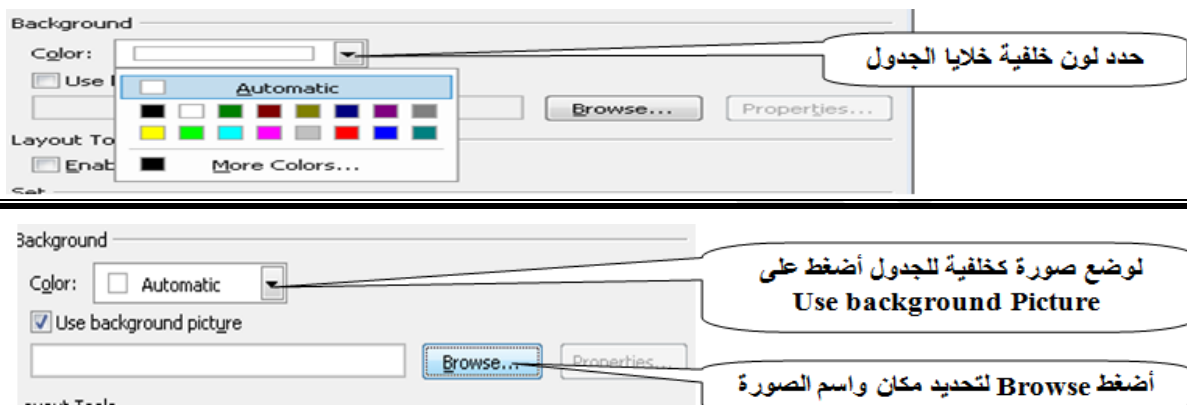 Background
Color:
حدد لون خلفية خلايا الجدول
Use
Automatic
Browse...
Properties...
Layout To
Enab
More Colors...
Set
Background
Color:
Automatic
لوضع صورة كخلفية للجدول أضغط على
Use background Picture
Use background picture
Browse...
Properties...
أضغط Browse لتحديد مكان واسم الصورة